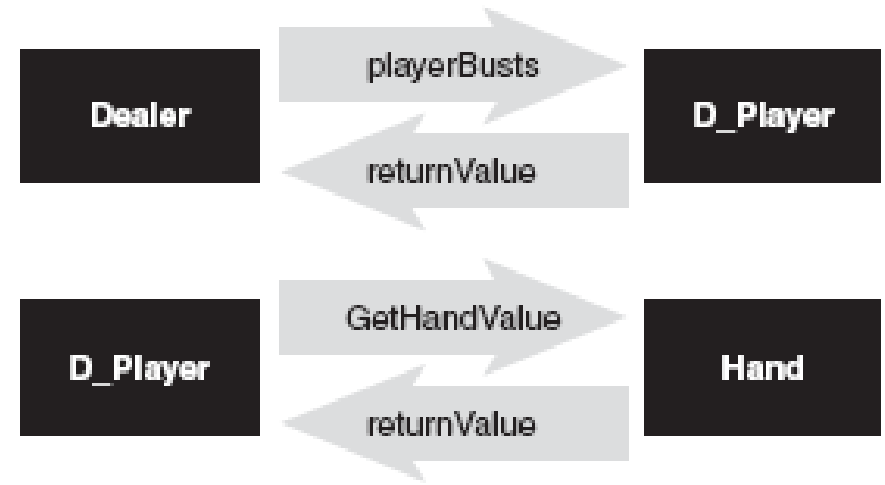 playerBusts
Dealer
D_Player
returnValue
GetHandValue
D_Player
Hand
returnValue